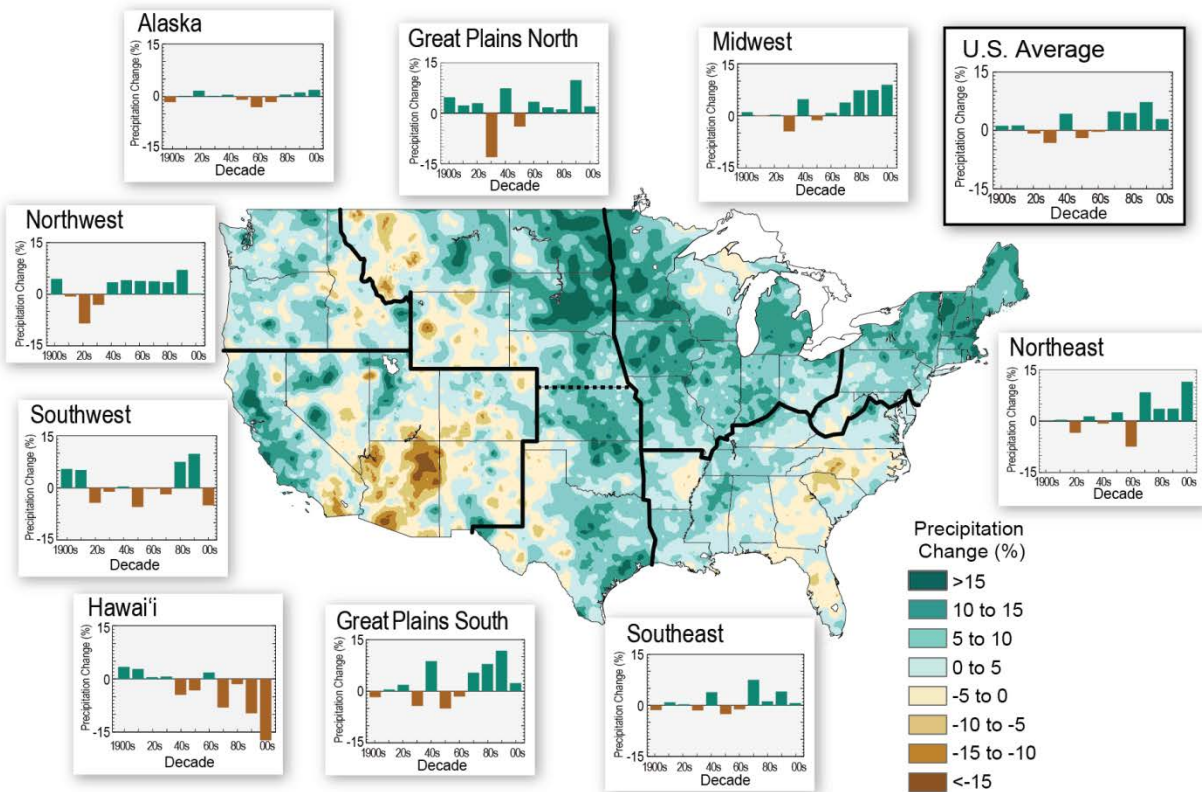 Alaska
Precipitation Change (%)
15
0
-15
1900s 20s 40s 60s 80s 00s
Decade
Great Plains North
Precipitation Change (%)
15
0
-15
1900s 20s 40s 60s 80s 00s
Decade
Midwest
Precipitation Change (%)
15
0
-15
1900s 20s 40s 60s 80s 00s
Decade
U.S. Average
Precipitation Change (%)
15
0
-15
1900s 20s 40s 60s 80s 00s
Decade
Northwest
Precipitation Change (%)
15
0
-15
1900s 20s 40s 60s 80s 00s
Decade
Northeast
Precipitation Change (%)
15
0
-15
1900s 20s 40s 60s 80s 00s
Decade
Southwest
Precipitation Change (%)
15
0
-15
1900s 20s 40s 60s 80s 00s
Decade
Hawai‘i
Precipitation Change (%)
15
0
-15
1900s 20s 40s 60s 80s 00s
Decade
Great Plains South
Precipitation Change (%)
15
0
-15
1900s 20s 40s 60s 80s 00s
Decade
Southeast
Precipitation Change (%)
15
0
-15
1900s 20s 40s 60s 80s 00s
Decade
Precipitation
Change (%)
>15
10 to 15
5 to 10
0 to 5
-5 to 0
-10 to -5
-15 to -10
<-15